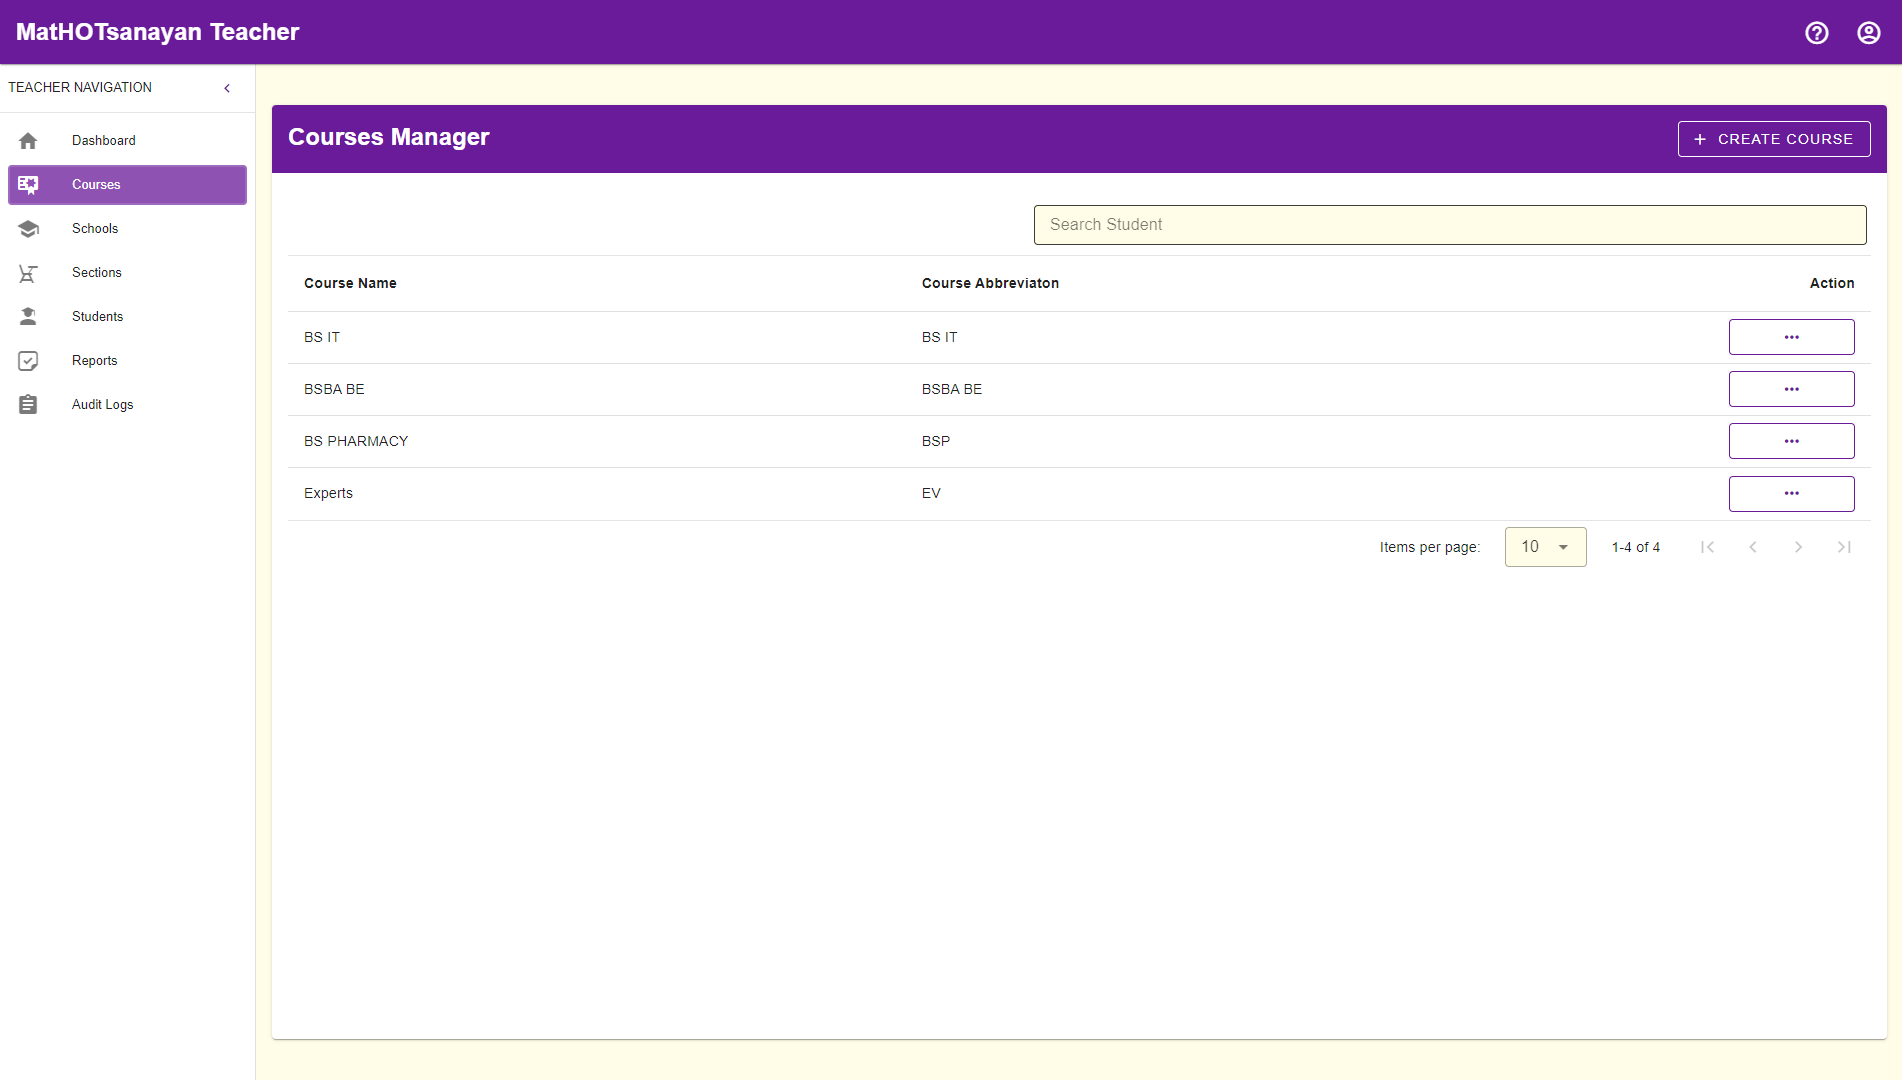 MatHOTsanayan Teacher
TEACHER NAVIGATION
Dashboard
Courses
Schools
Sections
Students
Reports
Audit Logs
Courses Manager
CREATE COURSE
Search Student
Course Name Course Abbreviaton Action
BS IT BS IT
BSBA BE BSBA BE
BS PHARMACY BSP
Experts EV
Items per page: 10 1-4 of 4